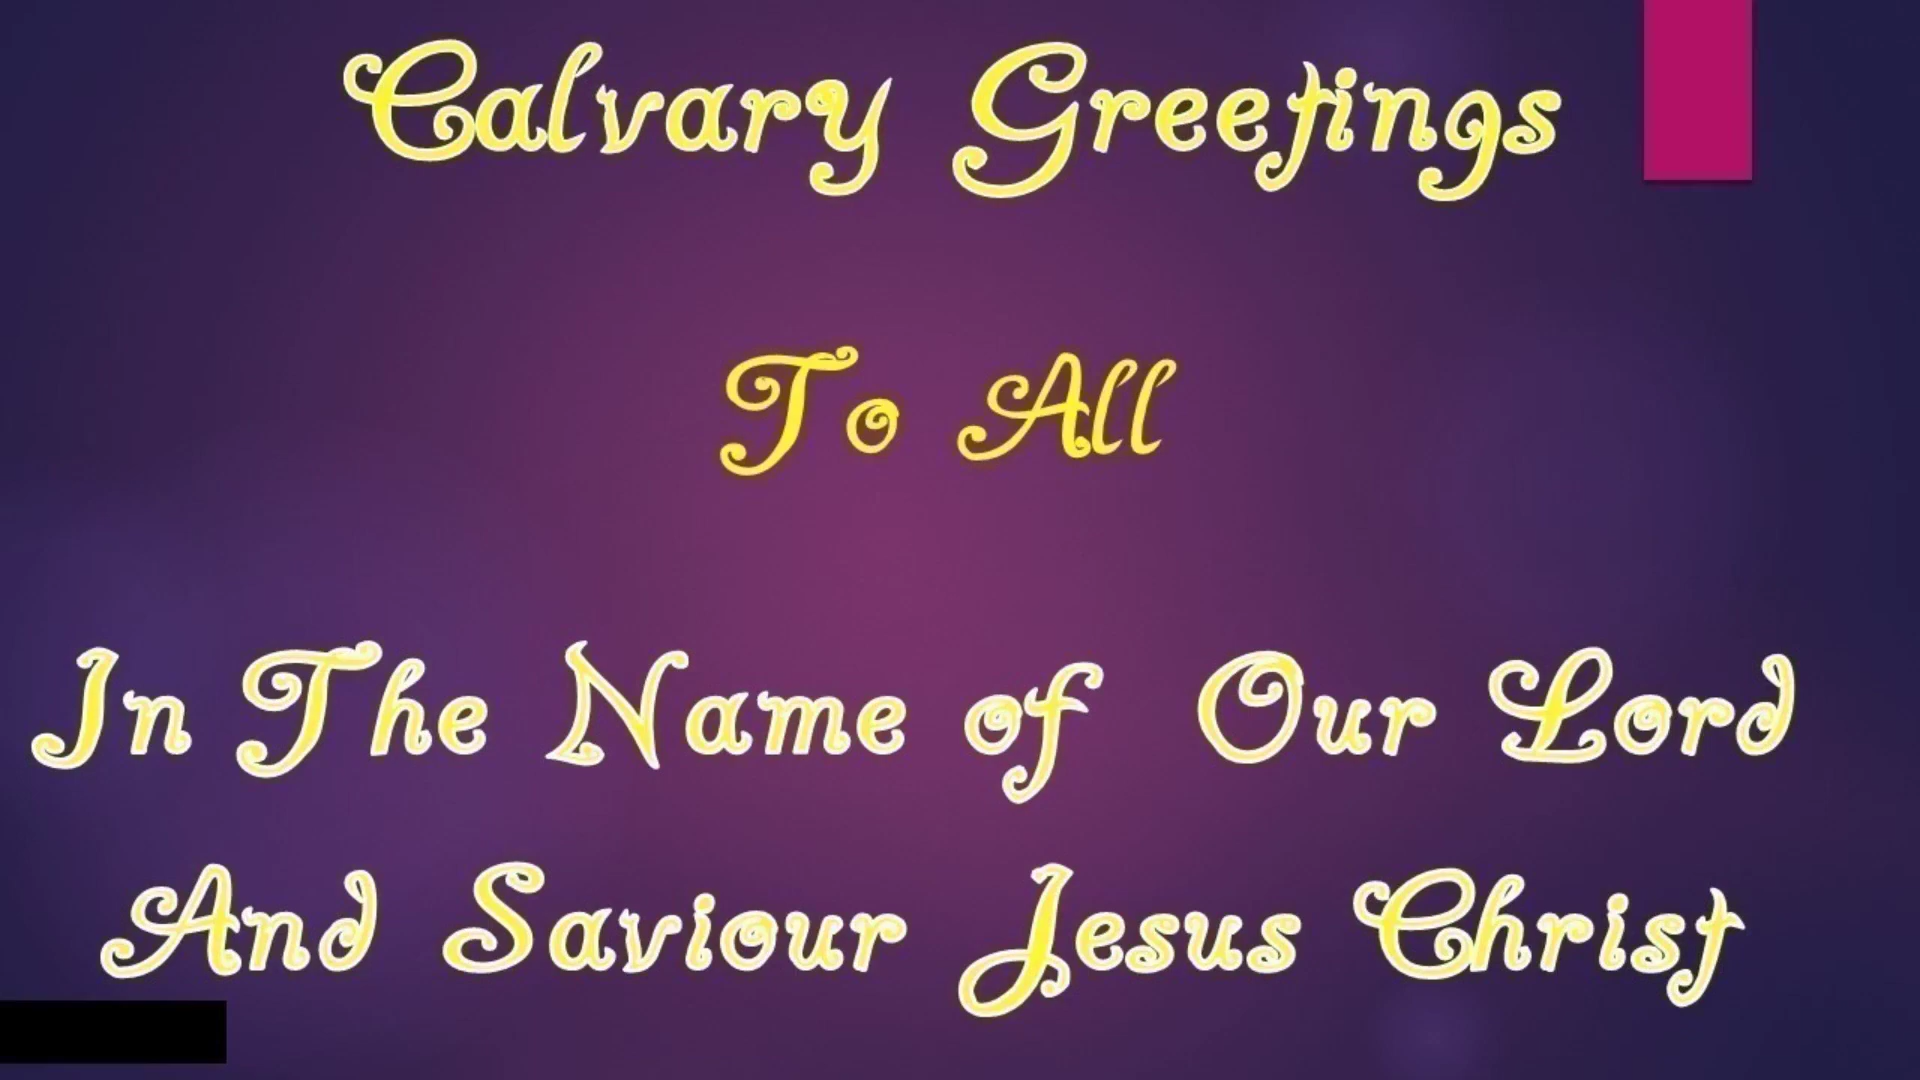 Calvary Greetings
To All
In The Name of Our Lord
And Saviour Jesus Christ